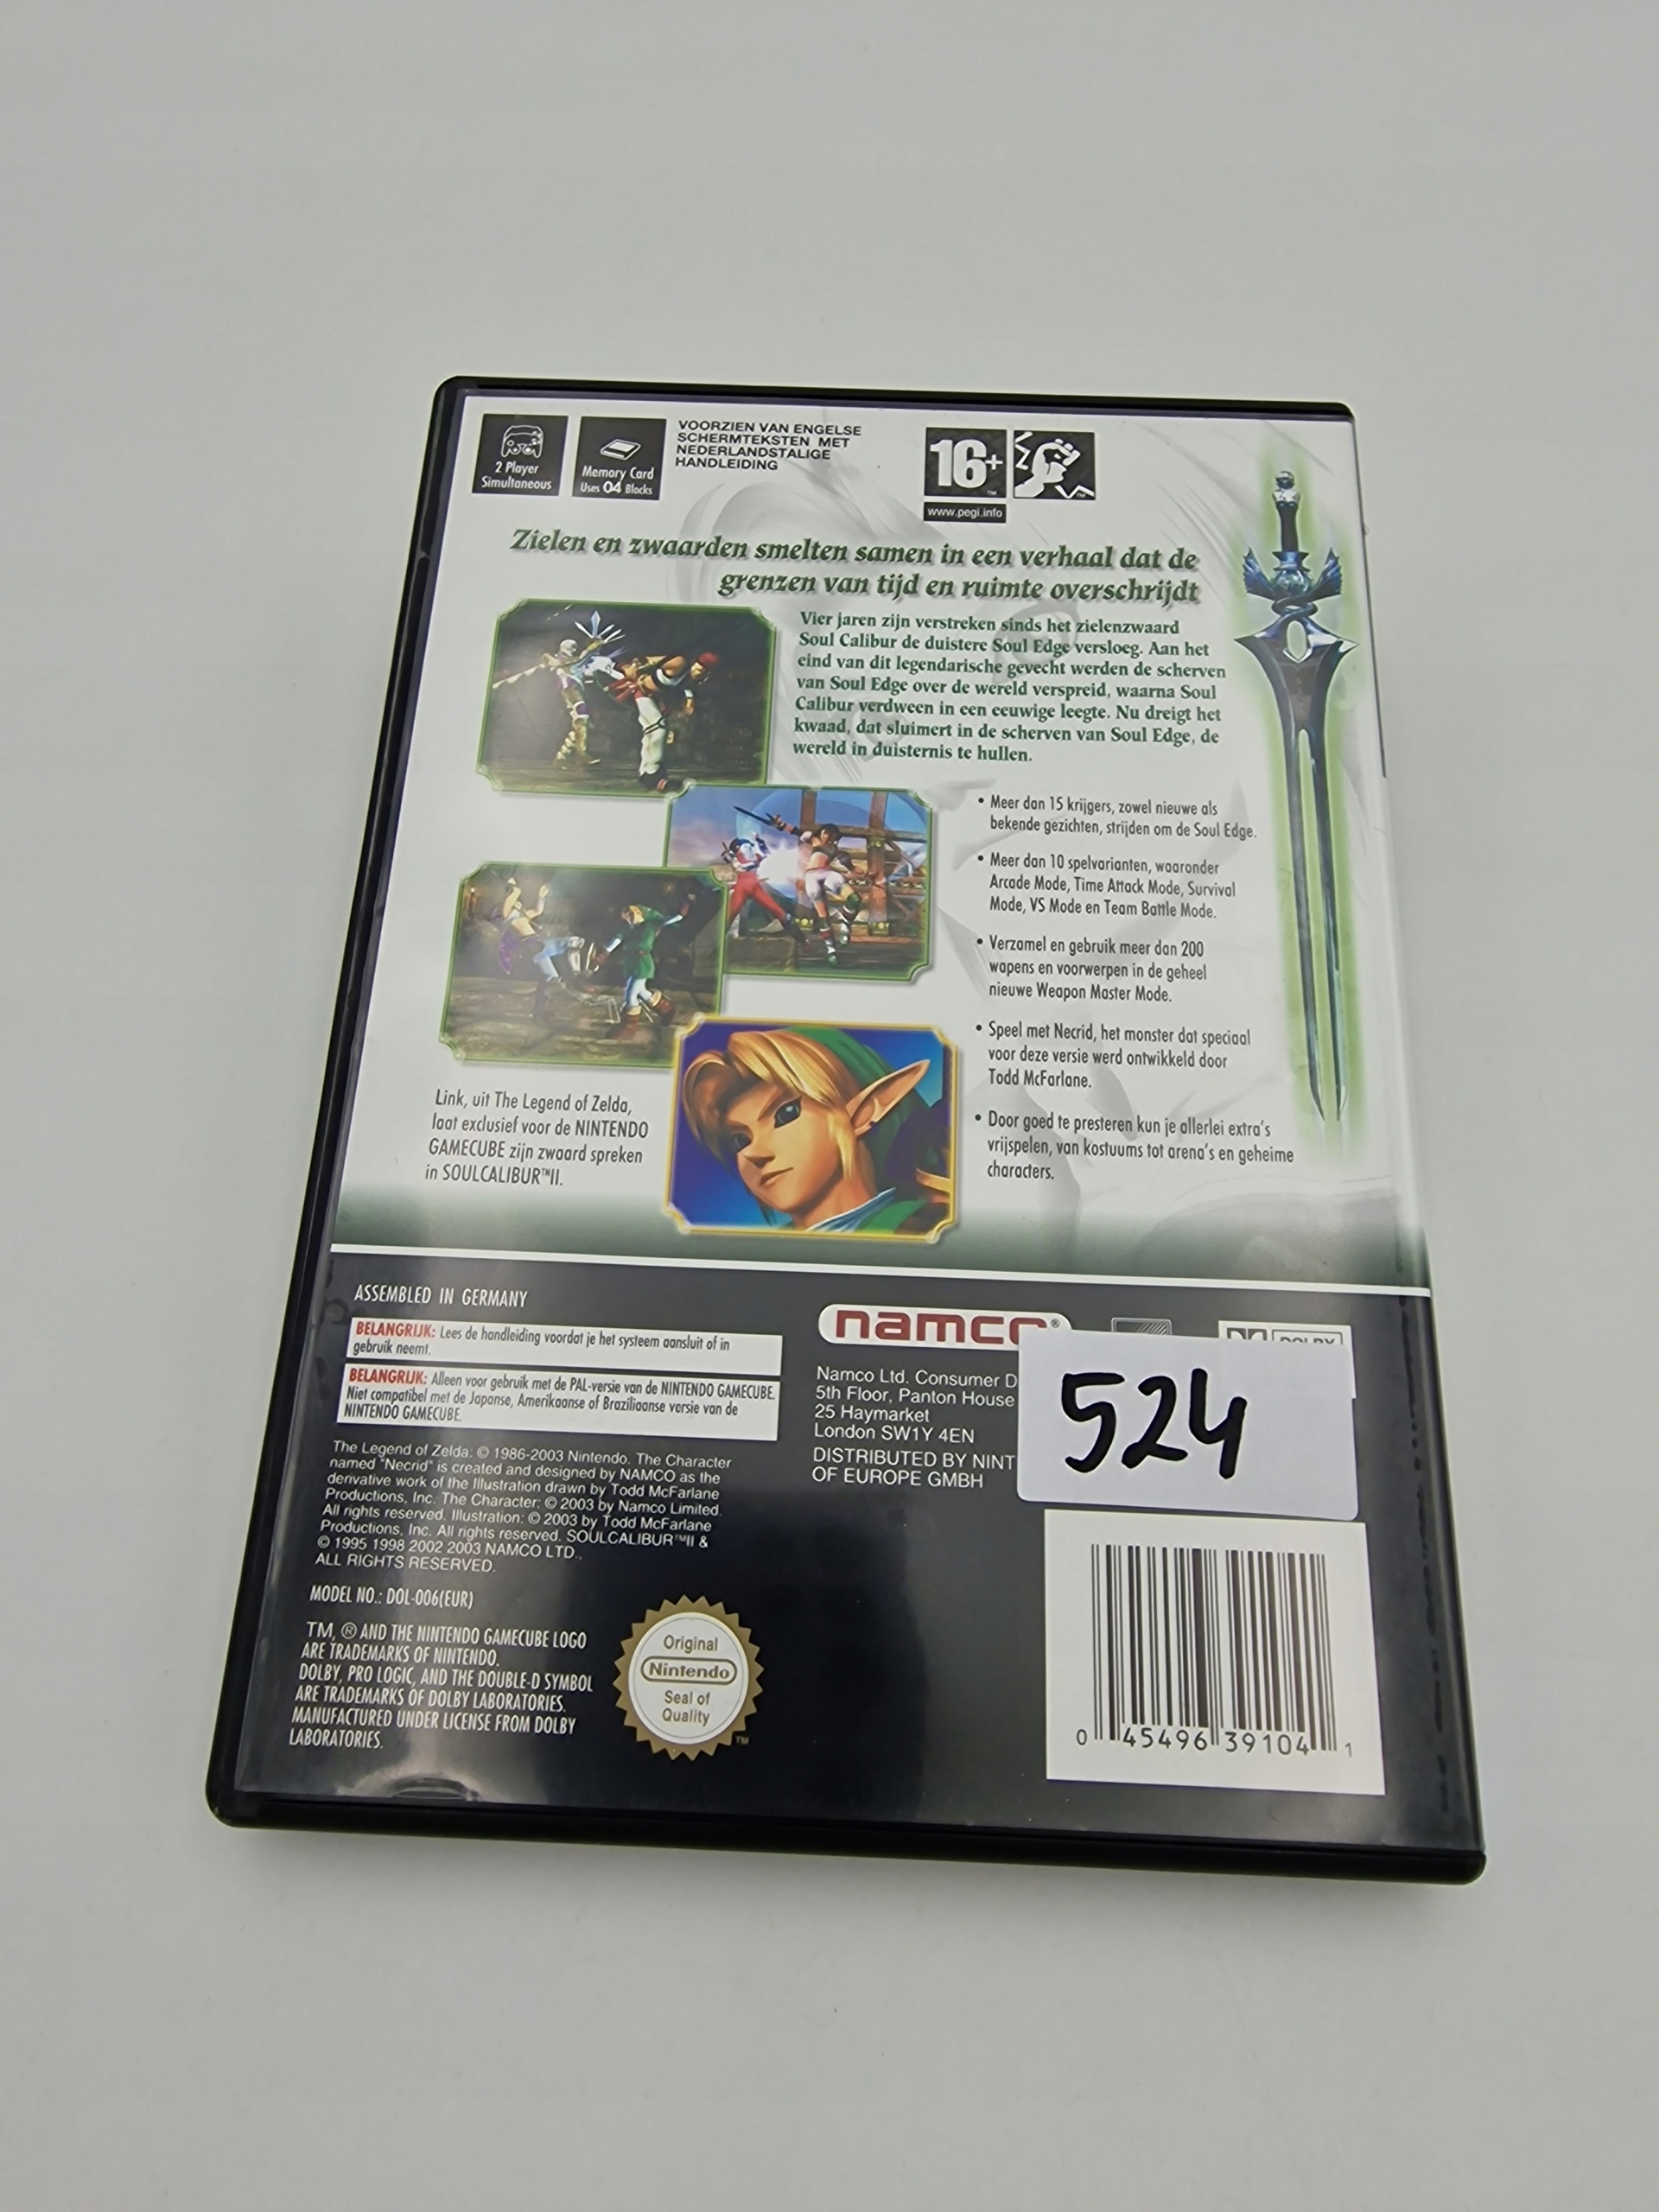 2 Player
Simultaneous
Memory Card
Uses 04 Blocks
VOORZIEN VAN ENGELSE
SCHERMTEKSTEN MET
NEDERLANDSTALIGE
HANDLEIDING
16+
www.pegi.info
Zielen en zwaarden smelten samen in een verhaal dat de
grenzen van tijd en ruimte overschrijdt
Vier jaren zijn verstreken sinds het zielenzwaard
Soul Calibur de duistere Soul Edge versloeg. Aan het
eind van dit legendarische gevecht werden de scherven
van Soul Edge over de wereld verspreid, waarna Soul
Calibur verdween in een eeuwige leegte. Nu dreigt het
kwaad, dat sluimert in de scherven van Soul Edge, de
wereld in duisternis te hullen.
• Meer dan 15 krijgers, zowel nieuwe als
bekende gezichten, strijden om de Soul Edge.
• Meer dan 10 spelvarianten, waaronder
Arcade Mode, Time Attack Mode, Survival
Mode, VS Mode en Team Battle Mode.
• Verzamel en gebruik meer dan 200
wapens en voorwerpen in de geheel
nieuwe Weapon Master Mode.
• Speel met Necrid, het monster dat speciaal
voor deze versie werd ontwikkeld door
Todd McFarlane.
• Door goed te presteren kun je allerlei extra's
vrijspelen, van kostuums tot arena's en geheime
characters.
Link, uit The Legend of Zelda,
laat exclusief voor de NINTENDO
GAMECUBE zijn zwaard spreken
in SOULCALIBUR™II.
ASSEMBLED IN GERMANY
BELANGRIJK: Lees de handleiding voordat je het systeem aansluit of in
gebruik neemt.
BELANGRIJK: Alleen voor gebruik met de PAL-versie van de NINTENDO GAMECUBE.
Niet compatibel met de Japanse, Amerikaanse of Braziliaanse versie van de
NINTENDO GAMECUBE.
The Legend of Zelda: © 1986-2003 Nintendo. The Character
named "Necrid" is created and designed by NAMCO as the
derivative work of the Illustration drawn by Todd McFarlane
Productions, Inc. The Character: © 2003 by Namco Limited.
All rights reserved. Illustration: © 2003 by Todd McFarlane
Productions, Inc. All rights reserved. SOULCALIBUR™II &
© 1995 1998 2002 2003 NAMCO LTD.,
ALL RIGHTS RESERVED.
MODEL NO.: DOL-006(EUR)
TM, ® AND THE NINTENDO GAMECUBE LOGO
ARE TRADEMARKS OF NINTENDO.
DOLBY, PRO LOGIC, AND THE DOUBLE-D SYMBOL
ARE TRADEMARKS OF DOLBY LABORATORIES.
MANUFACTURED UNDER LICENSE FROM DOLBY
LABORATORIES.
Original
Nintendo
Seal of
Quality
™
namco®
DOLBY
Namco Ltd. Consumer D
5th Floor, Panton House
25 Haymarket
London SW1Y 4EN
DISTRIBUTED BY NINT
OF EUROPE GMBH
524
0 45496 39104 1